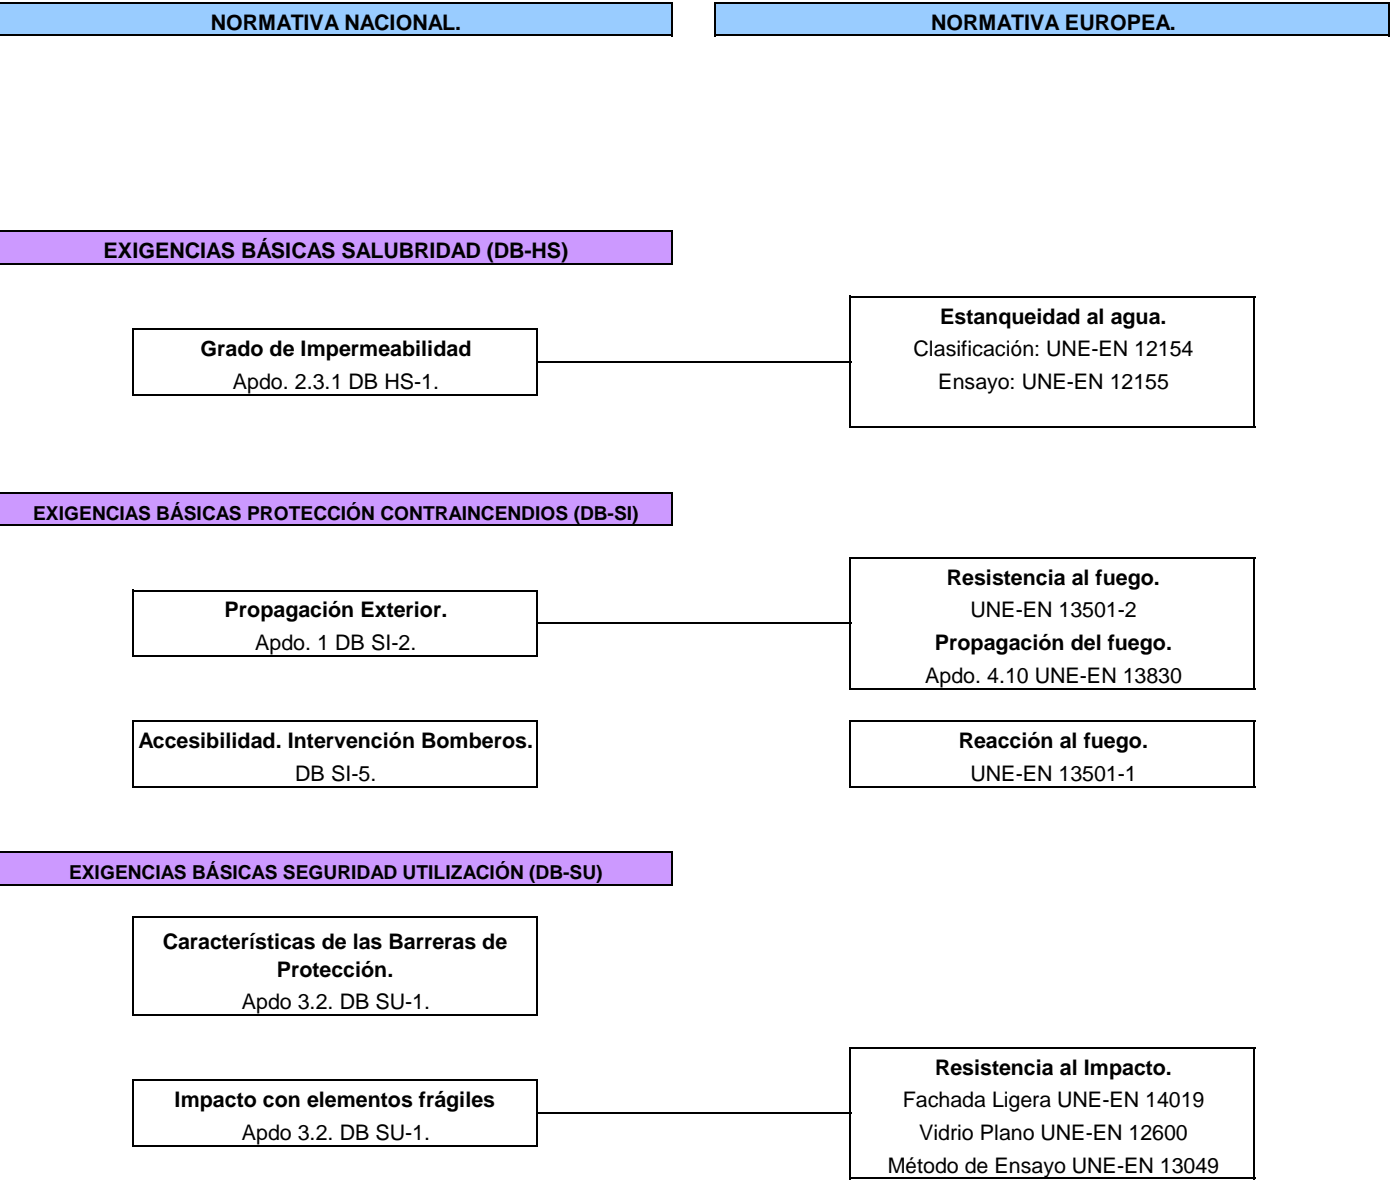 NORMATIVA NACIONAL.
NORMATIVA EUROPEA.
EXIGENCIAS BÁSICAS SALUBRIDAD (DB-HS)
Grado de Impermeabilidad
Apdo. 2.3.1 DB HS-1.
Estanqueidad al agua.
Clasificación: UNE-EN 12154
Ensayo: UNE-EN 12155
EXIGENCIAS BÁSICAS PROTECCIÓN CONTRAINCENDIOS (DB-SI)
Propagación Exterior.
Apdo. 1 DB SI-2.
Resistencia al fuego.
UNE-EN 13501-2
Propagación del fuego.
Apdo. 4.10 UNE-EN 13830
Accesibilidad. Intervención Bomberos.
DB SI-5.
Reacción al fuego.
UNE-EN 13501-1
EXIGENCIAS BÁSICAS SEGURIDAD UTILIZACIÓN (DB-SU)
Características de las Barreras de
Protección.
Apdo 3.2. DB SU-1.
Impacto con elementos frágiles
Apdo 3.2. DB SU-1.
Resistencia al Impacto.
Fachada Ligera UNE-EN 14019
Vidrio Plano UNE-EN 12600
Método de Ensayo UNE-EN 13049